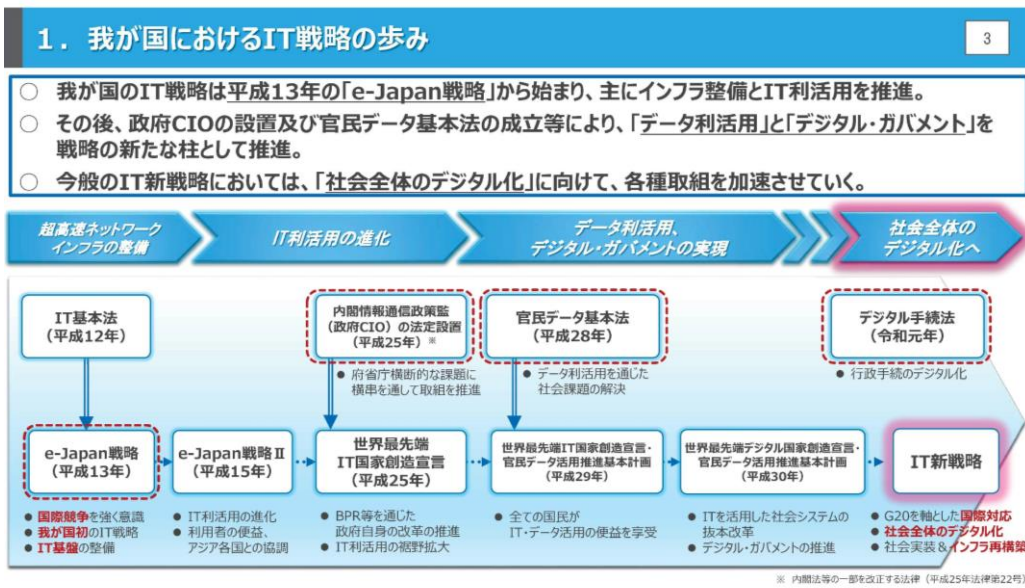 1．我が国におけるIT戦略の歩み
3
○ 我が国のIT戦略は平成13年の「e-Japan戦略」から始まり、主にインフラ整備とIT利活用を推進。
○ その後、政府CIOの設置及び官民データ基本法の成立等により、「データ利活用」と「デジタル・ガバメント」を
戦略の新たな柱として推進。
○ 今般のIT新戦略においては、「社会全体のデジタル化」に向けて、各種取組を加速させていく。
超高速ネットワーク
インフラの整備
IT利活用の進化
データ利活用、
デジタル・ガバメントの実現
社会全体の
デジタル化へ
IT基本法
（平成12年）
内閣情報通信政策監
（政府CIO）の法定設置
（平成25年）※
● 府省庁横断的な課題に
横串を通して取組を推進
官民データ基本法
（平成28年）
● データ利活用を通じた
社会課題の解決
デジタル手続法
（令和元年）
● 行政手続のデジタル化
e-Japan戦略
（平成13年）
● 国際競争を強く意識
● 我が国初のIT戦略
● IT基盤の整備
e-Japan戦略Ⅱ
（平成15年）
● IT利活用の進化
● 利用者の便益、
アジア各国との協調
世界最先端
IT国家創造宣言
（平成25年）
● BPR等を通じた
政府自身の改革の推進
● IT利活用の裾野拡大
世界最先端IT国家創造宣言・
官民データ活用推進基本計画
（平成29年）
● 全ての国民が
IT・データ活用の便益を享受
世界最先端デジタル国家創造宣言・
官民データ活用推進基本計画
（平成30年）
● ITを活用した社会システムの
抜本改革
● デジタル・ガバメントの推進
IT新戦略
● G20を軸とした国際対応
● 社会全体のデジタル化
● 社会実装＆インフラ再構築
※ 内閣法等の一部を改正する法律（平成25年法律第22号）